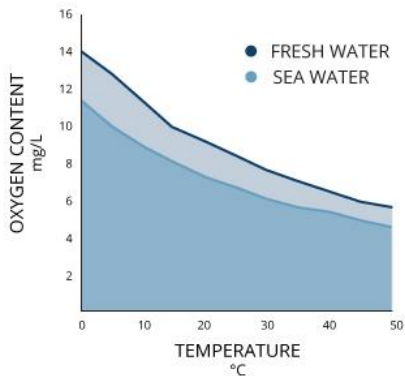 16
14
12
10
8
6
4
2
OXYGEN CONTENT
mg/L
FRESH WATER
SEA WATER
0 10 20 30 40 50
TEMPERATURE
°C